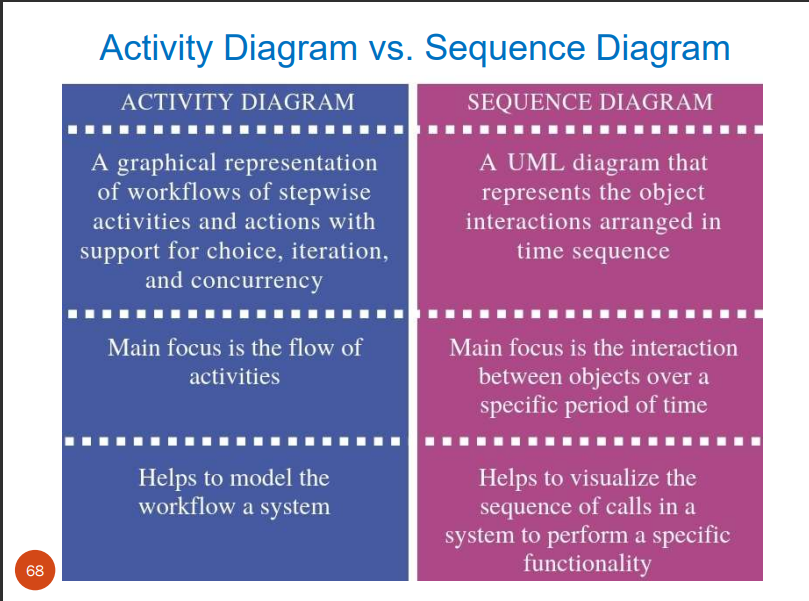 Activity Diagram vs. Sequence Diagram
ACTIVITY DIAGRAM
A graphical representation
of workflows of stepwise
activities and actions with
support for choice, iteration,
and concurrency
Main focus is the flow of
activities
Helps to model the
workflow a system
SEQUENCE DIAGRAM
A UML diagram that
represents the object
interactions arranged in
time sequence
Main focus is the interaction
between objects over a
specific period of time
Helps to visualize the
sequence of calls in a
system to perform a specific
functionality
68